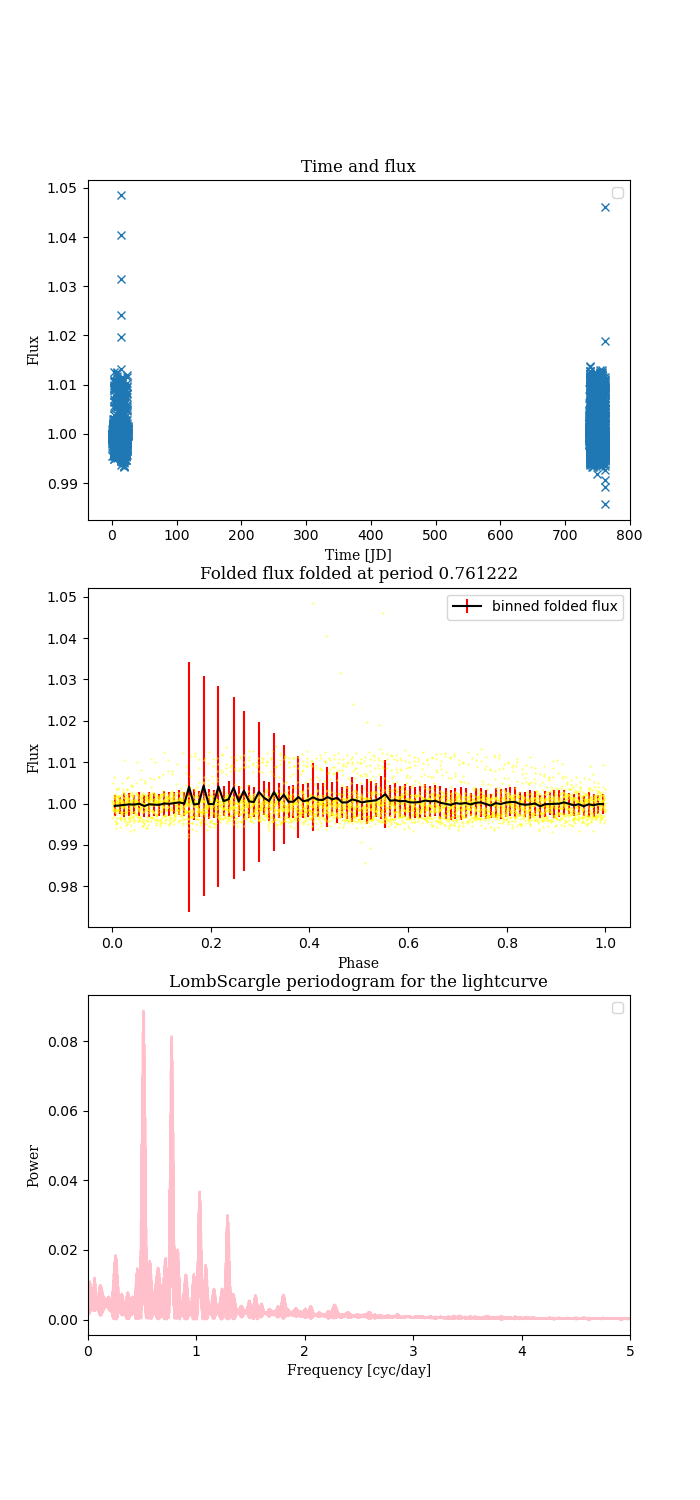 Time and flux
1.05
1.04
1.03
1.02
1.01
1.00
0.99
Flux
0 100 200 300 400 500 600 700 800
Time [JD]
Folded flux folded at period 0.761222
binned folded flux
1.05
1.04
1.03
1.02
1.01
1.00
0.99
0.98
Flux
0.0 0.2 0.4 0.6 0.8 1.0
Phase
LombScargle periodogram for the lightcurve
0.08
0.06
0.04
0.02
0.00
Power
0 1 2 3 4 5
Frequency [cyc/day]